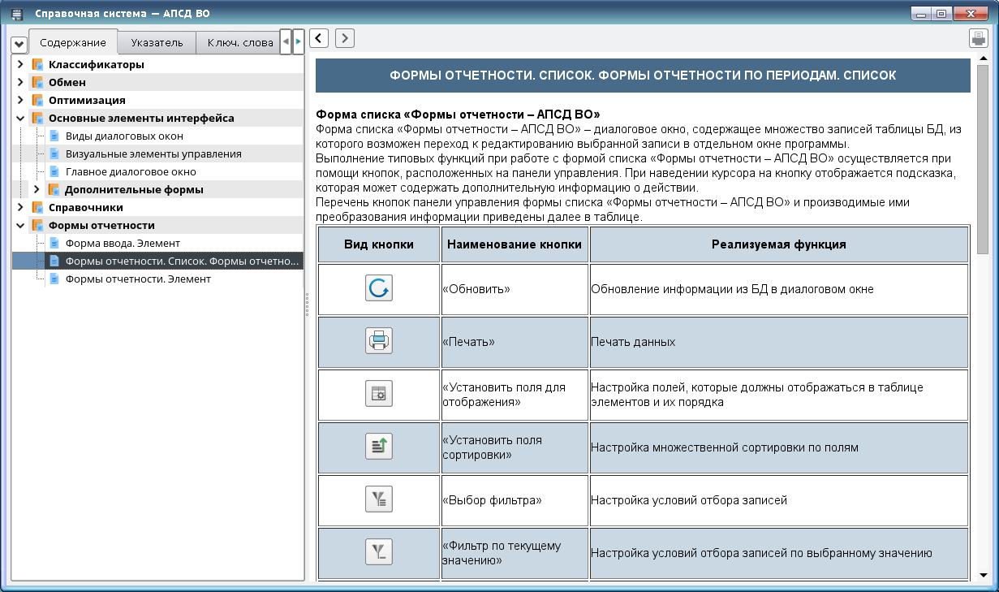 Справочная система — АПСД ВО
Содержание
Указатель
Ключ. слова
Классификаторы
Обмен
Оптимизация
Основные элементы интерфейса
Виды диалоговых окон
Визуальные элементы управления
Главное диалоговое окно
Дополнительные формы
Справочники
Формы отчетности
Форма ввода. Элемент
Формы отчетности. Список. Формы отчетно...
Формы отчетности. Элемент
ФОРМЫ ОТЧЕТНОСТИ. СПИСОК. ФОРМЫ ОТЧЕТНОСТИ ПО ПЕРИОДАМ. СПИСОК
Форма списка «Формы отчетности – АПСД ВО»
Форма списка «Формы отчетности – АПСД ВО» – диалоговое окно, содержащее множество записей таблицы БД, из
которого возможен переход к редактированию выбранной записи в отдельном окне программы.
Выполнение типовых функций при работе с формой списка «Формы отчетности – АПСД ВО» осуществляется при
помощи кнопок, расположенных на панели управления. При наведении курсора на кнопку отображается подсказка,
которая может содержать дополнительную информацию о действии.
Перечень кнопок панели управления формы списка «Формы отчетности – АПСД ВО» и производимые ими
преобразования информации приведены далее в таблице.
Вид кнопки
Наименование кнопки
Реализуемая функция
«Обновить»
Обновление информации из БД в диалоговом окне
«Печать»
Печать данных
«Установить поля для
отображения»
Настройка полей, которые должны отображаться в таблице
элементов и их порядка
«Установить поля
сортировки»
Настройка множественной сортировки по полям
«Выбор фильтра»
Настройка условий отбора записей
«Фильтр по текущему
значению»
Настройка условий отбора записей по выбранному значению